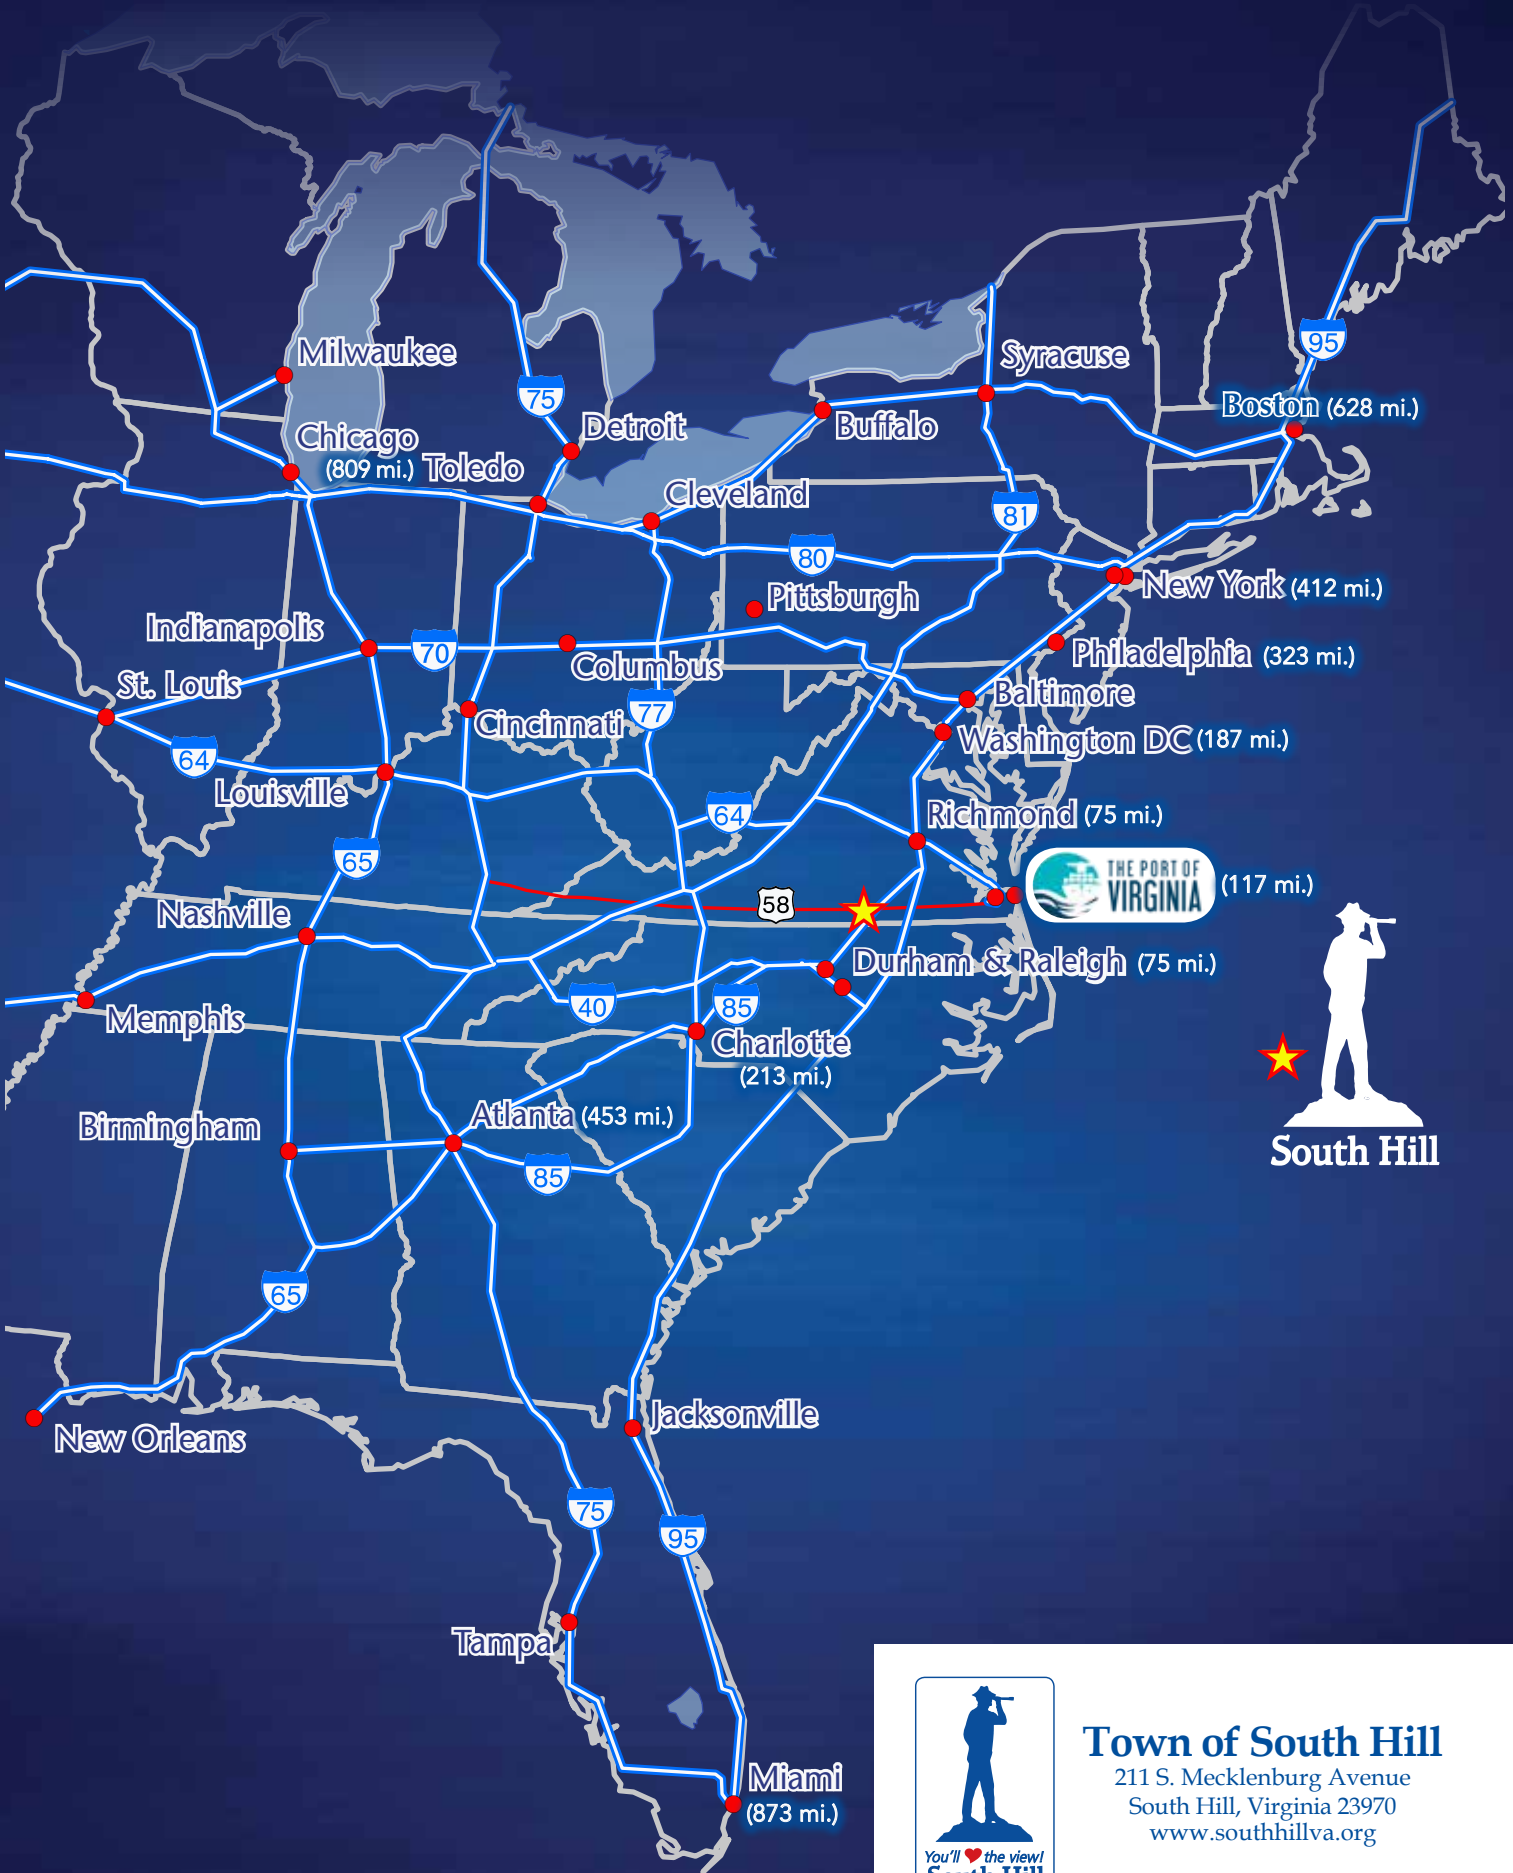 95
Milwaukee
Syracuse
75
Boston (628 mi.)
Detroit
Buffalo
Chicago
(809 mi.)
Toledo
Cleveland
81
80
New York (412 mi.)
Pittsburgh
Indianapolis
70
Columbus
Philadelphia (323 mi.)
St. Louis
Baltimore
77
Cincinnati
Washington DC (187 mi.)
64
Louisville
64
Richmond (75 mi.)
65
THE PORT OF
VIRGINIA
(117 mi.)
58
Nashville
Durham & Raleigh (75 mi.)
40
85
Memphis
Charlotte
(213 mi.)
Atlanta (453 mi.)
Birmingham
South Hill
85
65
Jacksonville
New Orleans
75
95
Tampa
Miami
(873 mi.)
Town of South Hill
211 S. Mecklenburg Avenue
South Hill, Virginia 23970
www.southhillva.org
You'll ❤ the view!
South Hill